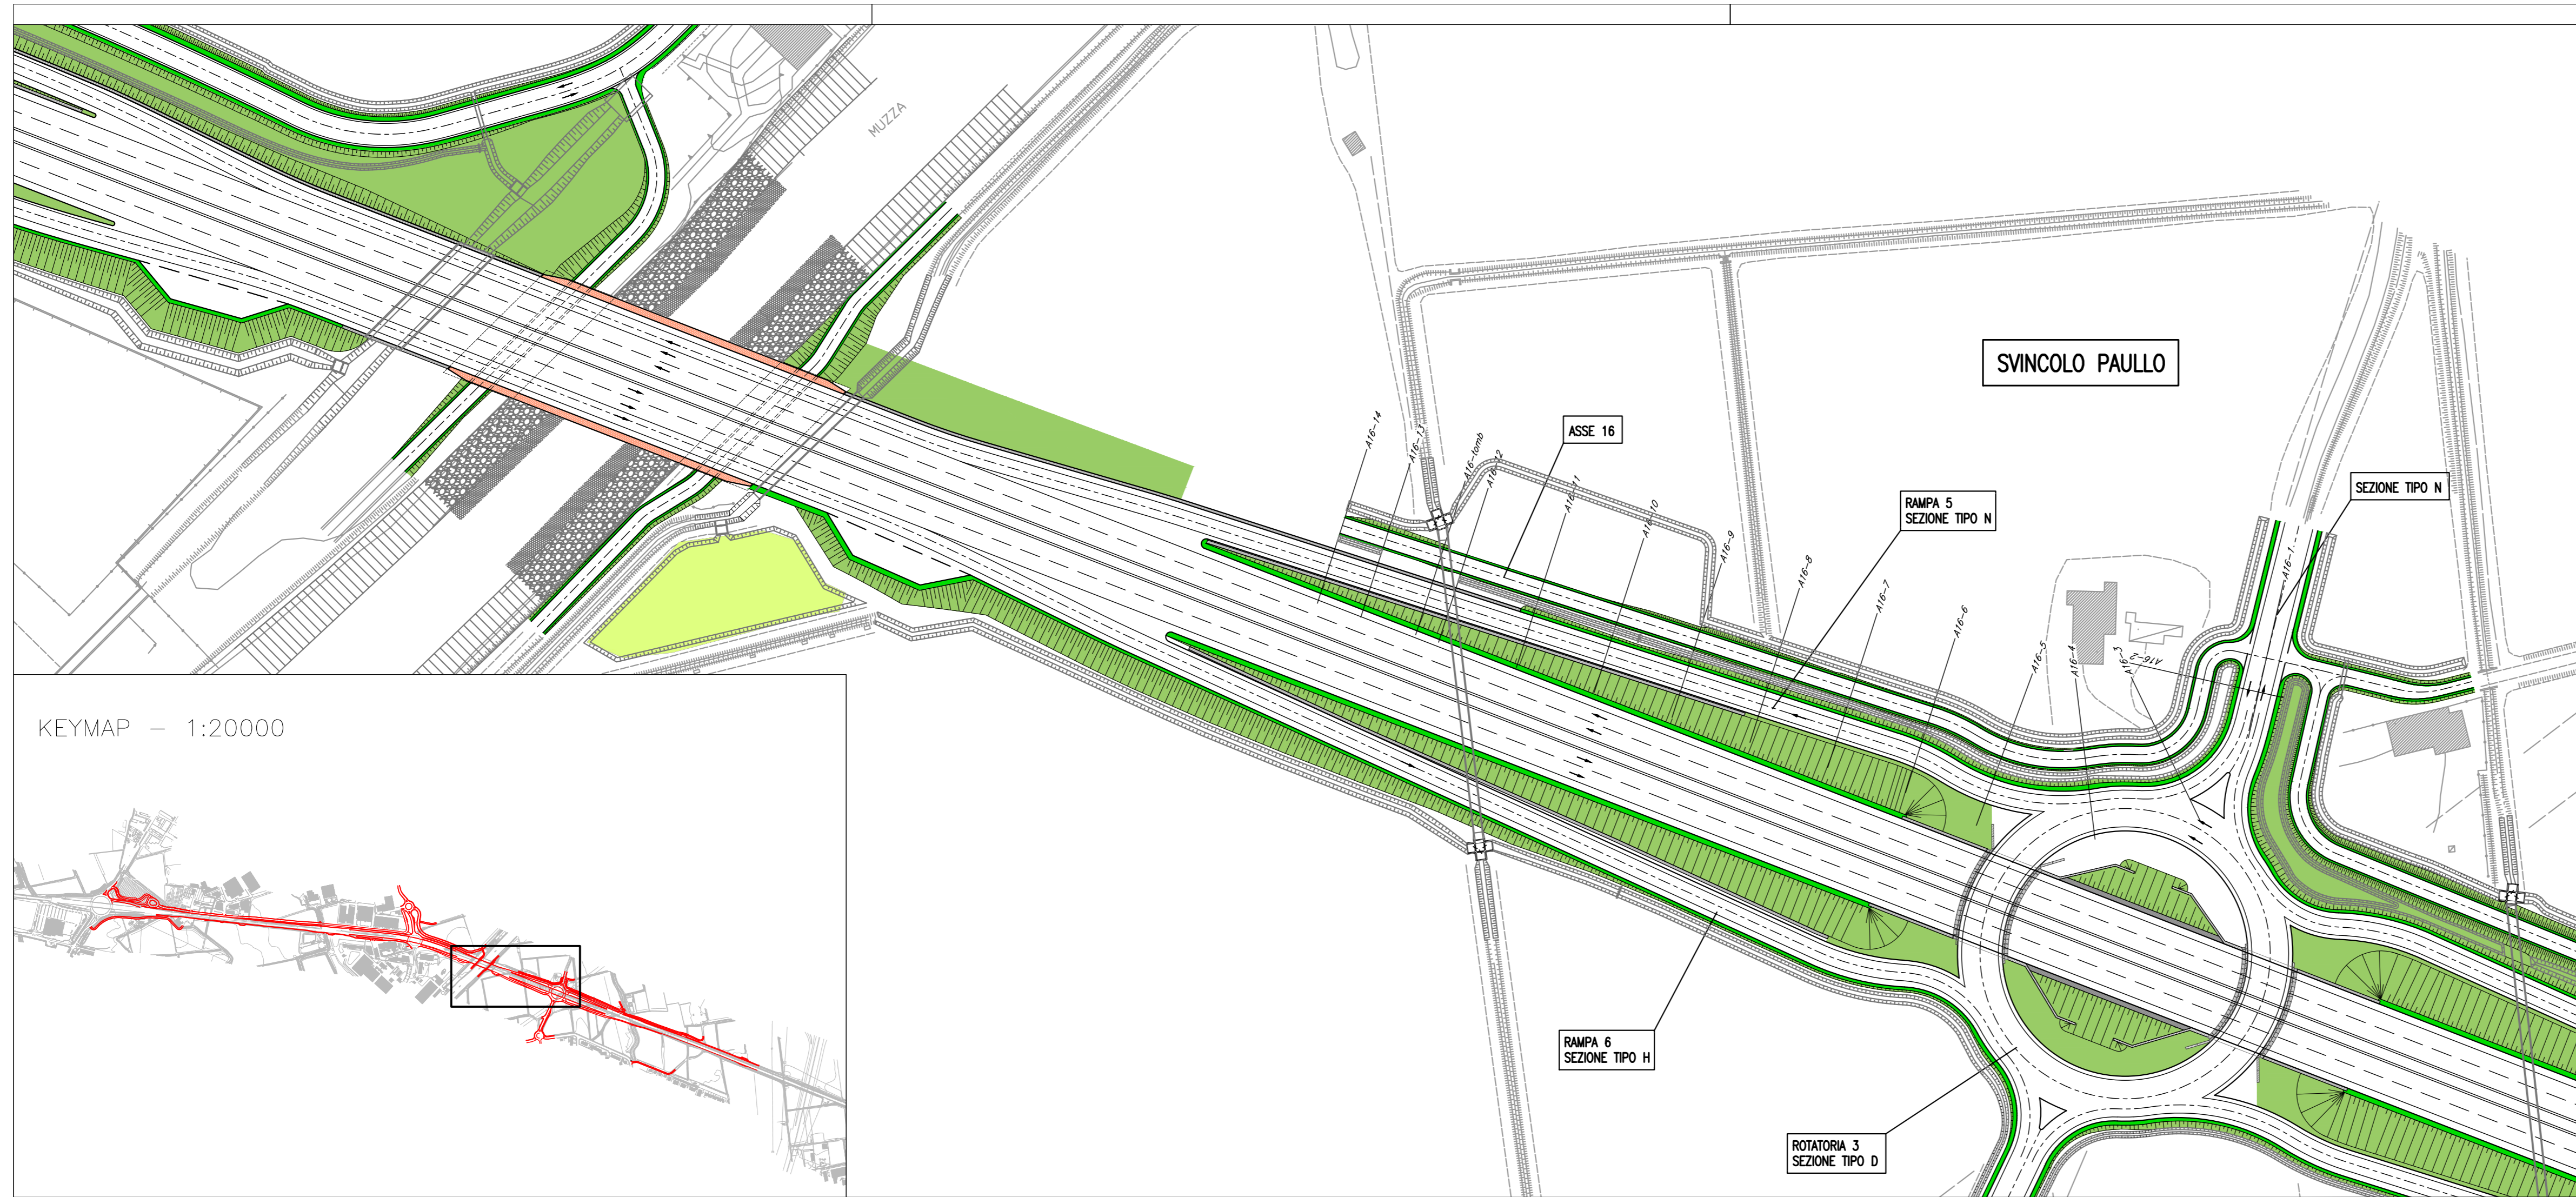 MUZZA
SVINCOLO PAULLO
ASSE 16
RAMPA 5
SEZIONE TIPO N
SEZIONE TIPO N
A16-14
A16-13
A16-tomb
A16-12
A16-11
A16-10
A16-9
A16-8
A16-7
A16-6
A16-5
A16-4
A16-3
A16-2
A16-1
KEYMAP - 1:20000
RAMPA 6
SEZIONE TIPO H
ROTATORIA 3
SEZIONE TIPO D